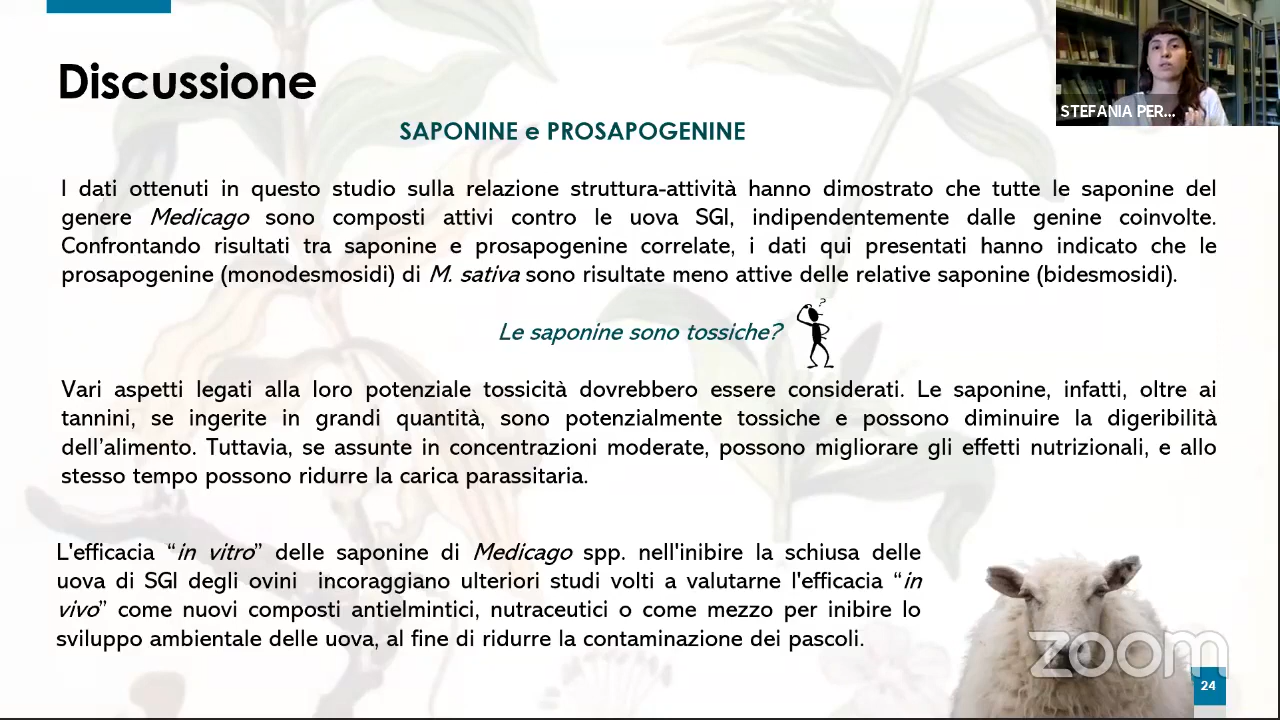 Discussione
STEFANIA PER...
SAPONINE e PROSAPOGENINE
I dati ottenuti in questo studio sulla relazione struttura-attività hanno dimostrato che tutte le saponine del
genere Medicago sono composti attivi contro le uova SGI, indipendentemente dalle genine coinvolte.
Confrontando risultati tra saponine e prosapogenine correlate, i dati qui presentati hanno indicato che le
prosapogenine (monodesmosidi) di M. sativa sono risultate meno attive delle relative saponine (bidesmosidi).
Le saponine sono tossiche?
?
Vari aspetti legati alla loro potenziale tossicità dovrebbero essere considerati. Le saponine, infatti, oltre ai
tannini, se ingerite in grandi quantità, sono potenzialmente tossiche e possono diminuire la digeribilità
dell’alimento. Tuttavia, se assunte in concentrazioni moderate, possono migliorare gli effetti nutrizionali, e allo
stesso tempo possono ridurre la carica parassitaria.
L'efficacia “in vitro” delle saponine di Medicago spp. nell'inibire la schiusa delle
uova di SGI degli ovini incoraggiano ulteriori studi volti a valutarne l'efficacia “in
vivo” come nuovi composti antielmintici, nutraceutici o come mezzo per inibire lo
sviluppo ambientale delle uova, al fine di ridurre la contaminazione dei pascoli.
zoom
24